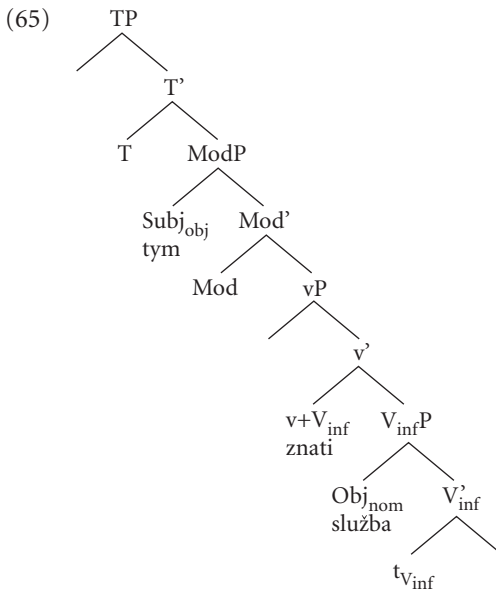 (65) TP
T’
T ModP
Subj_obj Mod’
tym
Mod vP
v’
v+V_inf V_infP
znati
Obj_nom V’_inf
služba
t_V_inf